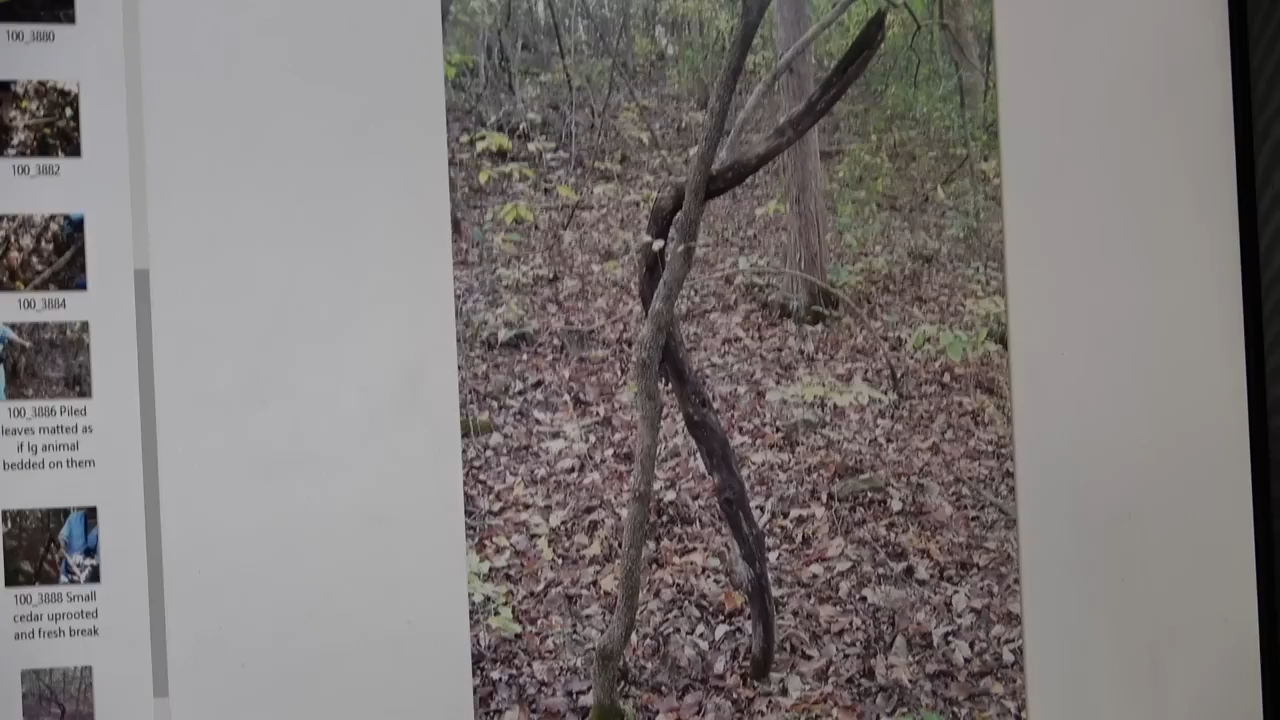 100_3880
100_3882
100_3884
100_3886 Piled
leaves matted as
if lg animal
bedded on them
100_3888 Small
cedar uprooted
and fresh break